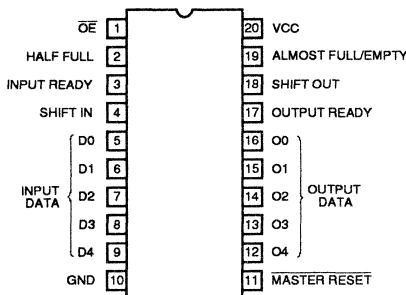 OE 1 20 VCC
HALF FULL 2 19 ALMOST FULL/EMPTY
INPUT READY 3 18 SHIFT OUT
SHIFT IN 4 17 OUTPUT READY
D0 5 16 O0
D1 6 15 O1
INPUT DATA D2 7 14 O2 OUTPUT DATA
D3 8 13 O3
D4 9 12 O4
GND 10 11 MASTER RESET